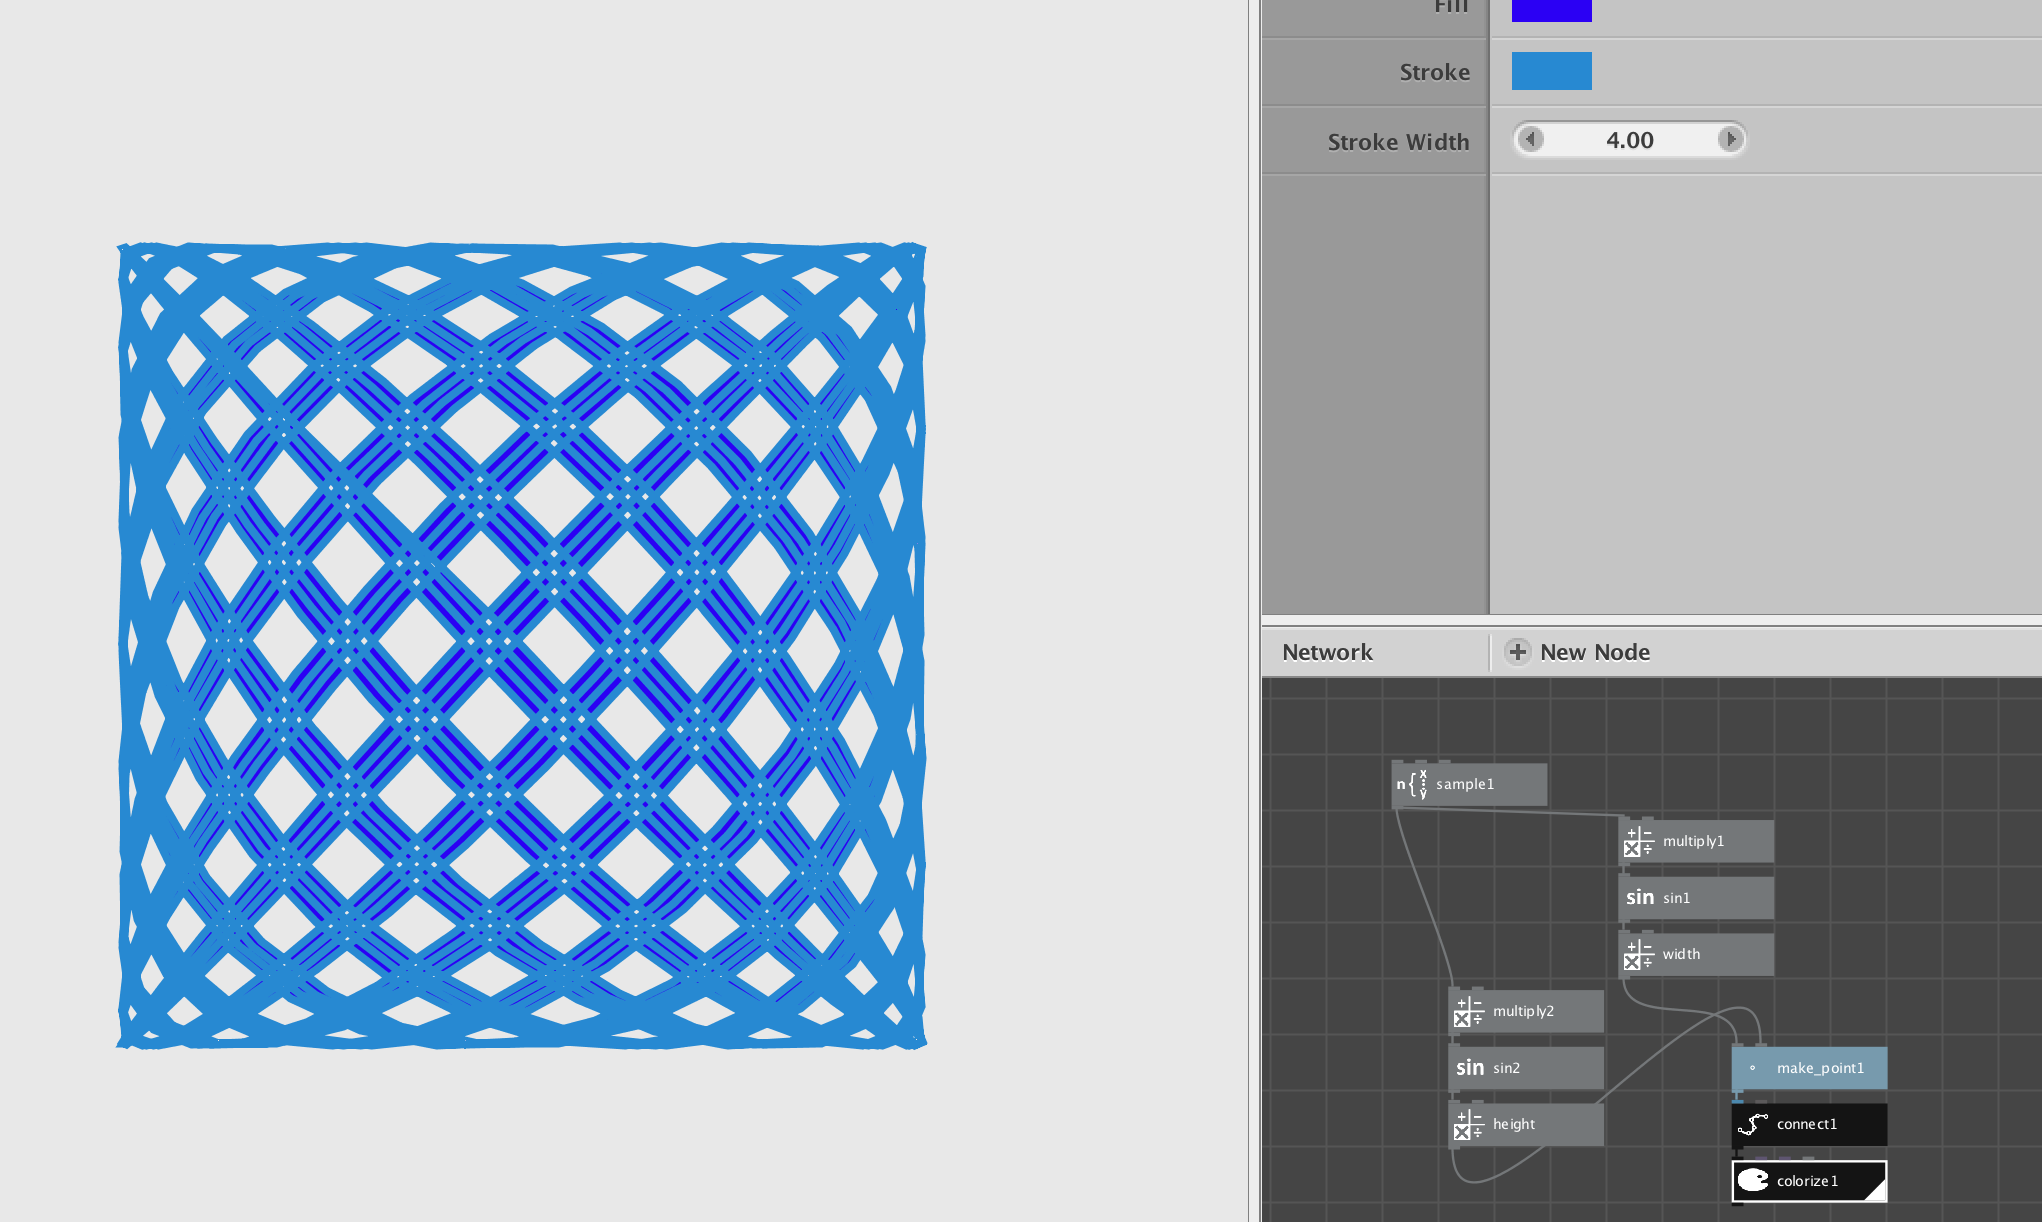 Fill
Stroke
Stroke Width
4.00
Network
New Node
n{ x y sample1
multiply1
sin sin1
width
multiply2
sin sin2
make_point1
height
connect1
colorize1